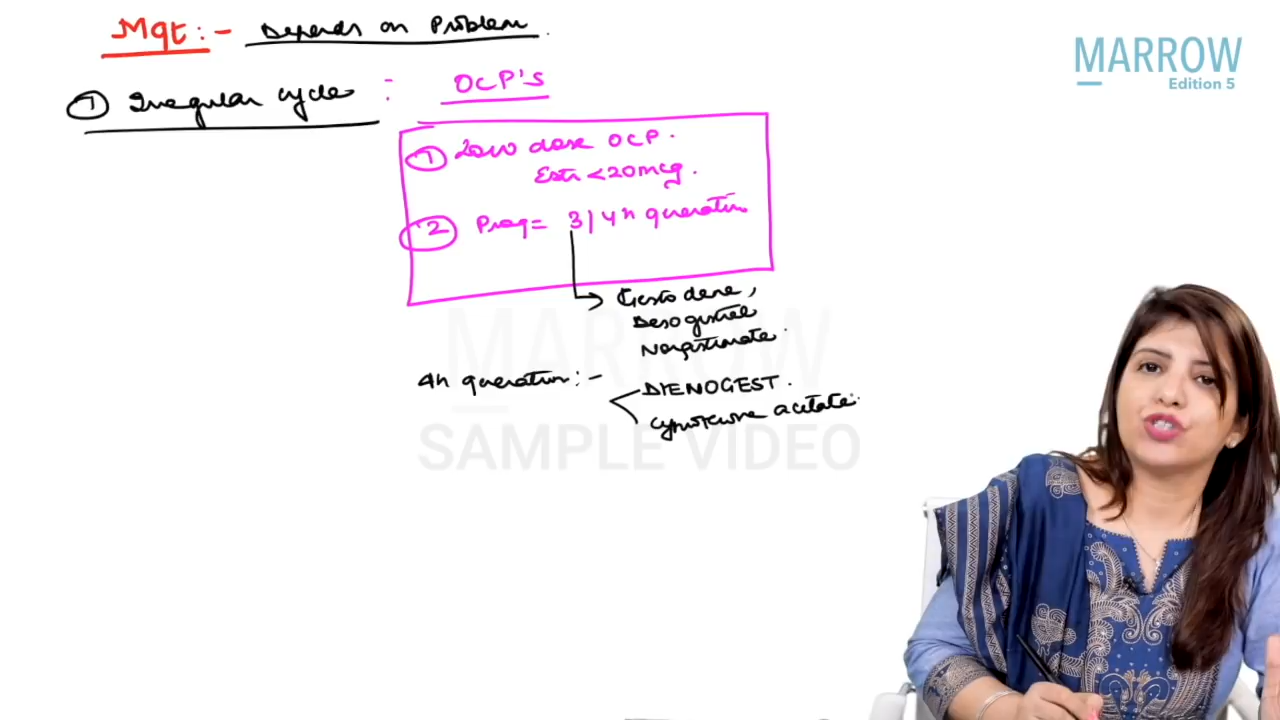 Mgt:- Depends on Problem.
① Irregular cycle : OCP's
① Low dose OCP.
Estr <20mcg.
② Prog = 3/4th generation
Gestodene,
Desogestrel
Norgestimate.
4th generation:-
DIENOGEST.
Cyproterone acetate.
MARROW
Edition 5
MARROW
SAMPLE VIDEO